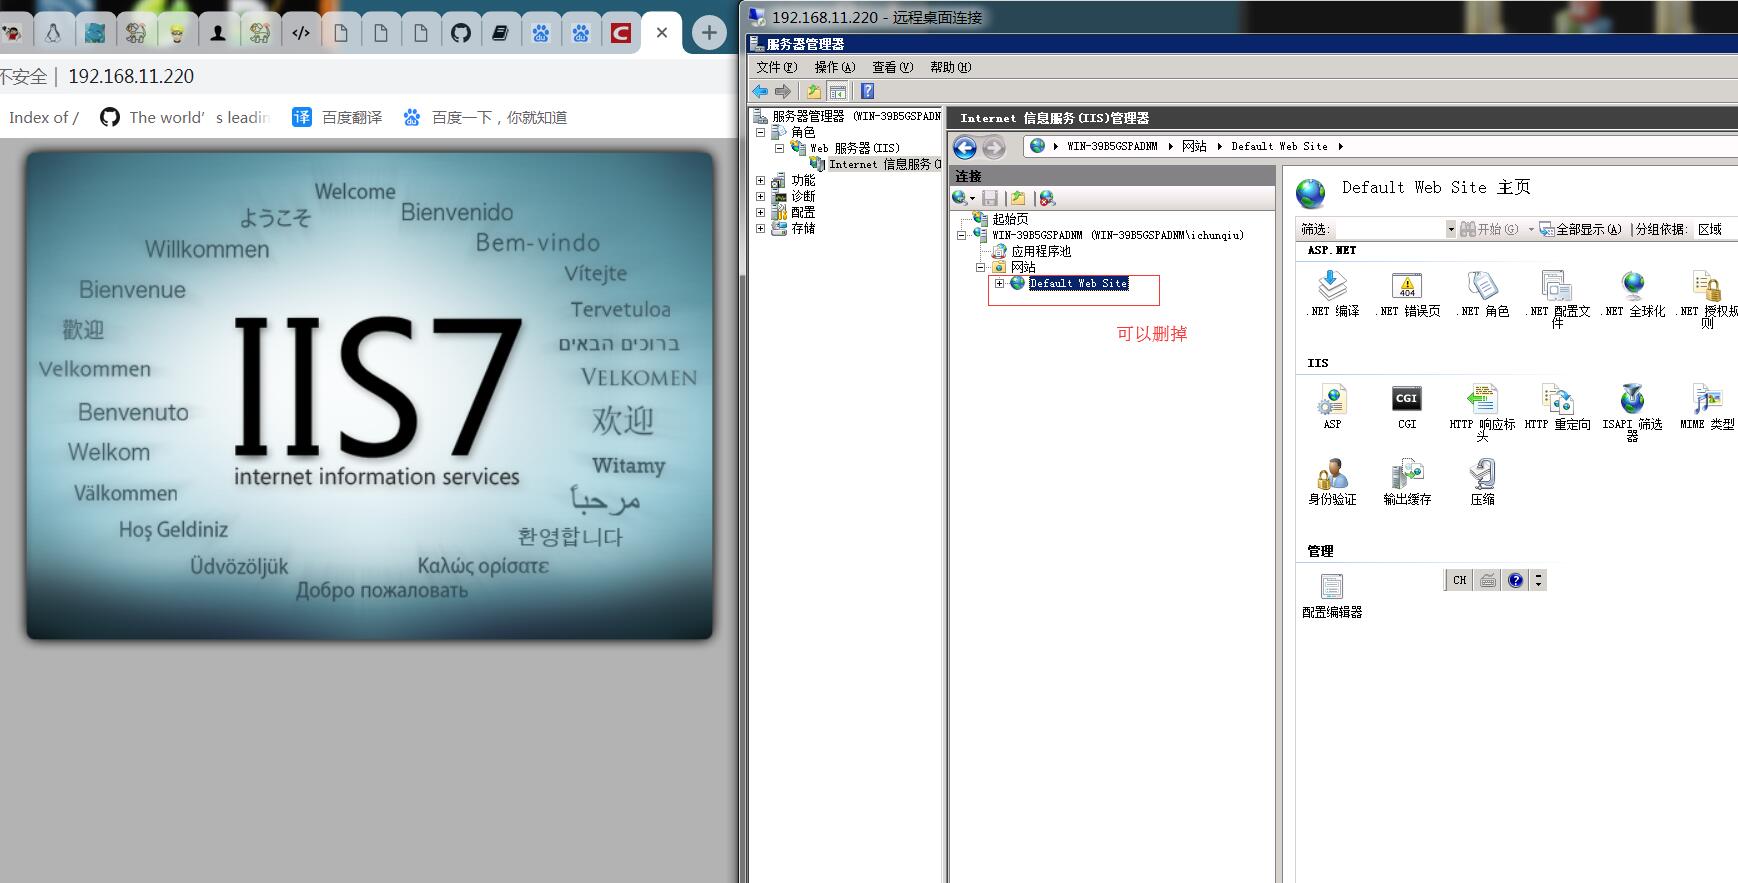 不安全 | 192.168.11.220
Index of /
The world's leadin
译 百度翻译
百度一下，你就知道
Welcome
ようこそ
Bienvenido
Willkommen
Bem-vindo
Vítejte
Bienvenue
Tervetuloa
歡迎
ברוכים הבאים
Velkommen
VELKOMEN
Benvenuto
欢迎
Welkom
Witamy
Välkommen
مرحباً
Hoş Geldiniz
환영합니다
Üdvözöljük
Καλώς ορίσατε
Добро пожаловать
IIS7
internet information services
192.168.11.220 - 远程桌面连接
服务器管理器
文件(F) 操作(A) 查看(V) 帮助(H)
服务器管理器 (WIN-39B5GSPADN
角色
Web 服务器(IIS)
Internet 信息服务(I
功能
诊断
配置
存储
Internet 信息服务(IIS)管理器
WIN-39B5GSPADNM
网站
Default Web Site
连接
起始页
WIN-39B5GSPADNM (WIN-39B5GSPADNM\ichunqiu)
应用程序池
网站
Default Web Site
可以删掉
Default Web Site 主页
筛选:
开始(G)
全部显示(A)
分组依据:
区域
ASP.NET
.NET 编译
.NET 错误页
404
.NET 角色
.NET 配置文
件
.NET 全球化
.NET 授权规
则
IIS
ASP
CGI
CGI
HTTP 响应标
头
HTTP 重定向
ISAPI 筛选
器
MIME 类型
身份验证
输出缓存
压缩
管理
CH
配置编辑器